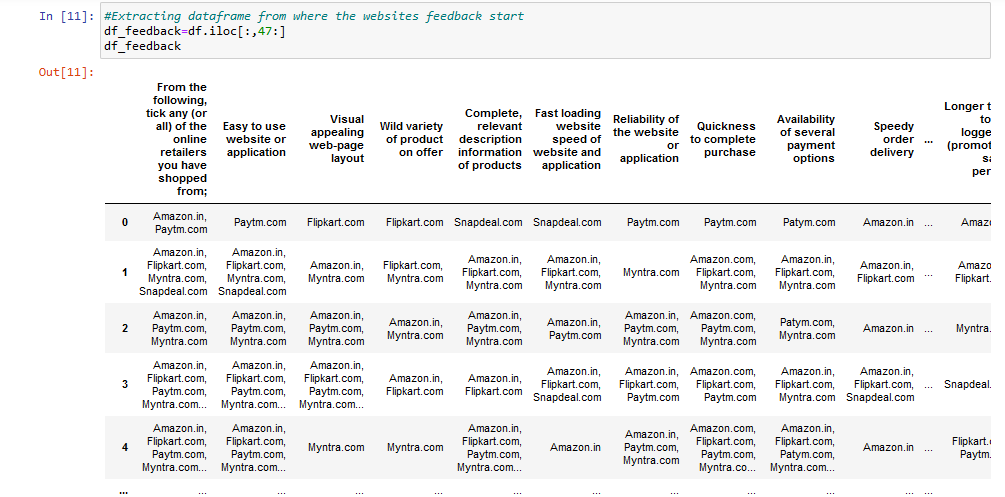 In [11]: #Extracting dataframe from where the websites feedback start
df_feedback=df.iloc[:,47:]
df_feedback
Out[11]:
From the following, tick any (or all) of the online retailers you have shopped from; Easy to use website or application Visual appealing web-page layout Wild variety of product on offer Complete, relevant description information of products Fast loading website speed of website and application Reliability of the website or application Quickness to complete purchase Availability of several payment options Speedy order delivery ... Longer t to logge (promot sa per
0 Amazon.in, Paytm.com Paytm.com Flipkart.com Flipkart.com Snapdeal.com Snapdeal.com Paytm.com Paytm.com Patym.com Amazon.in ... Amaz
1 Amazon.in, Flipkart.com, Myntra.com, Snapdeal.com Amazon.in, Flipkart.com, Myntra.com, Snapdeal.com Amazon.in, Myntra.com Flipkart.com, Myntra.com Amazon.in, Flipkart.com, Myntra.com Amazon.in, Flipkart.com, Myntra.com Myntra.com Amazon.com, Flipkart.com, Myntra.com Amazon.in, Flipkart.com, Myntra.com Amazon.in, Flipkart.com ... Amazo Flipkart.
2 Amazon.in, Paytm.com, Myntra.com Amazon.in, Paytm.com, Myntra.com Amazon.in, Paytm.com, Myntra.com Amazon.in, Myntra.com Amazon.in, Paytm.com, Myntra.com Amazon.in, Paytm.com Amazon.in, Paytm.com, Myntra.com Amazon.com, Paytm.com, Myntra.com Patym.com, Myntra.com Amazon.in ... Myntra.
3 Amazon.in, Flipkart.com, Paytm.com, Myntra.com... Amazon.in, Flipkart.com, Paytm.com, Myntra.com... Amazon.in, Flipkart.com, Paytm.com, Myntra.com... Amazon.in, Flipkart.com Amazon.in, Flipkart.com Amazon.in, Flipkart.com, Snapdeal.com Amazon.in, Flipkart.com, Paytm.com Amazon.com, Flipkart.com, Paytm.com Amazon.in, Flipkart.com, Myntra.com Amazon.in, Flipkart.com, Snapdeal.com ... Snapdeal.
4 Amazon.in, Flipkart.com, Paytm.com, Myntra.com... Amazon.in, Flipkart.com, Paytm.com, Myntra.com... Myntra.com Myntra.com Amazon.in, Flipkart.com, Paytm.com, Myntra.com... Amazon.in Amazon.in, Paytm.com, Myntra.com Amazon.com, Flipkart.com, Paytm.com, Myntra.co... Amazon.in, Flipkart.com, Patym.com, Myntra.com... Amazon.in ... Flipkart. Paytm.
... ... ... ... ... ... ... ... ... ... ... ...